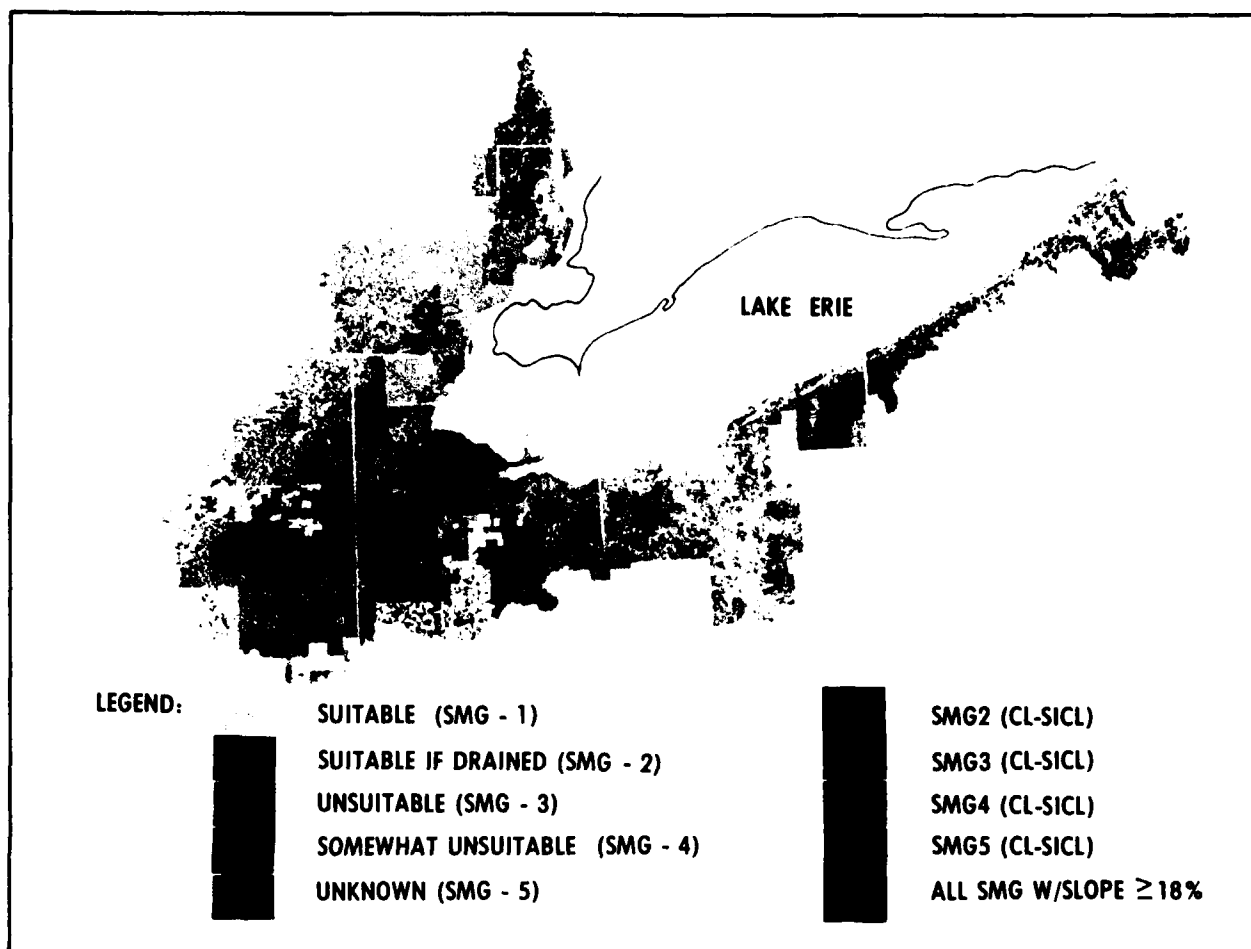 LAKE ERIE
LEGEND:
SUITABLE (SMG - 1)
SUITABLE IF DRAINED (SMG - 2)
UNSUITABLE (SMG - 3)
SOMEWHAT UNSUITABLE (SMG - 4)
UNKNOWN (SMG - 5)
SMG2 (CL-SICL)
SMG3 (CL-SICL)
SMG4 (CL-SICL)
SMG5 (CL-SICL)
ALL SMG W/SLOPE ≥18%